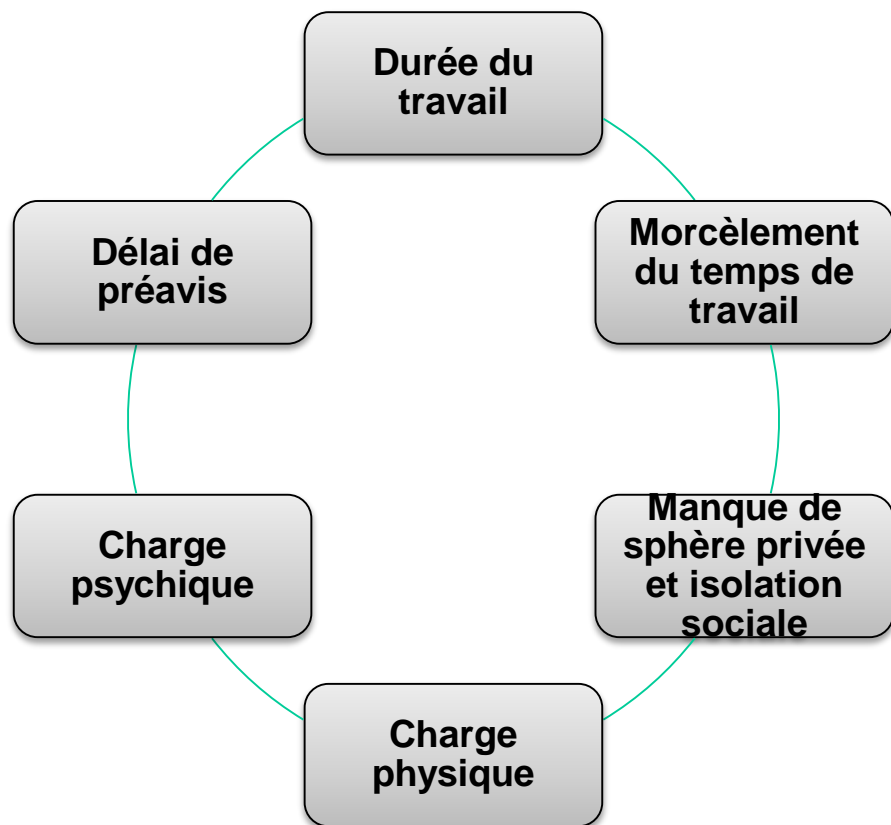 Durée du
travail
Morcèlement
du temps de
travail
Manque de
sphère privée
et isolation
sociale
Charge
physique
Charge
psychique
Délai de
préavis